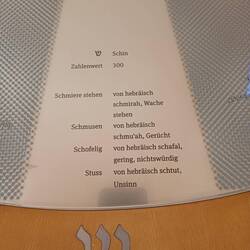 ש Schin
Zahlenwert 300
Schmiere stehen von hebräisch
schmirah, Wache
stehen
Schmusen von hebräisch
schmu'ah, Gerücht
Schofelig von hebräisch schafal,
gering, nichtswürdig
Stuss von hebräisch schtut,
Unsinn
ש